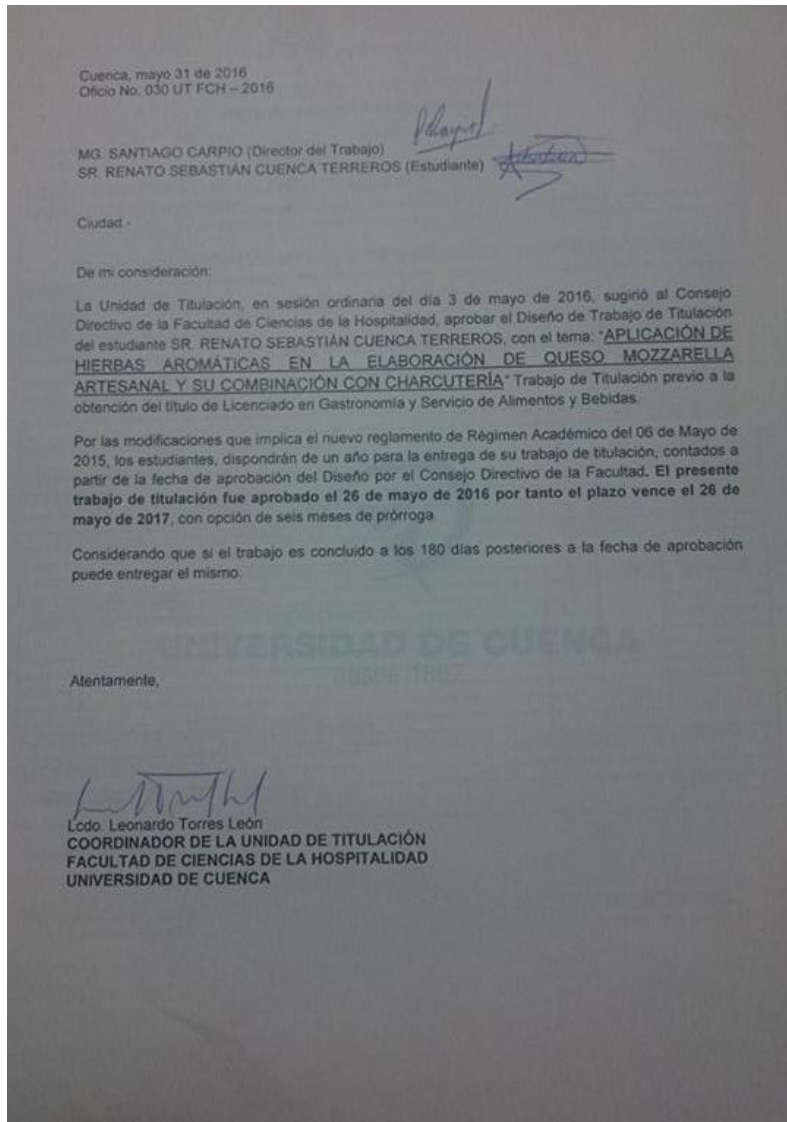 Cuenca, mayo 31 de 2016
Oficio No. 030 UT FCH – 2016
MG. SANTIAGO CARPIO (Director del Trabajo)
SR. RENATO SEBASTIÁN CUENCA TERREROS (Estudiante)
Ciudad.-
De mi consideración:
La Unidad de Titulación, en sesión ordinaria del día 3 de mayo de 2016, sugirió al Consejo
Directivo de la Facultad de Ciencias de la Hospitalidad, aprobar el Diseño de Trabajo de Titulación
del estudiante SR. RENATO SEBASTIÁN CUENCA TERREROS, con el tema: "APLICACIÓN DE
HIERBAS AROMÁTICAS EN LA ELABORACIÓN DE QUESO MOZZARELLA
ARTESANAL Y SU COMBINACIÓN CON CHARCUTERÍA" Trabajo de Titulación previo a la
obtención del título de Licenciado en Gastronomía y Servicio de Alimentos y Bebidas.
Por las modificaciones que implica el nuevo reglamento de Régimen Académico del 06 de Mayo de
2015, los estudiantes, dispondrán de un año para la entrega de su trabajo de titulación, contados a
partir de la fecha de aprobación del Diseño por el Consejo Directivo de la Facultad. El presente
trabajo de titulación fue aprobado el 26 de mayo de 2016 por tanto el plazo vence el 26 de
mayo de 2017, con opción de seis meses de prórroga.
Considerando que si el trabajo es concluido a los 180 días posteriores a la fecha de aprobación
puede entregar el mismo.
UNIVERSIDAD DE CUENCA
desde 1867
Atentamente,
Lcdo. Leonardo Torres León
COORDINADOR DE LA UNIDAD DE TITULACIÓN
FACULTAD DE CIENCIAS DE LA HOSPITALIDAD
UNIVERSIDAD DE CUENCA